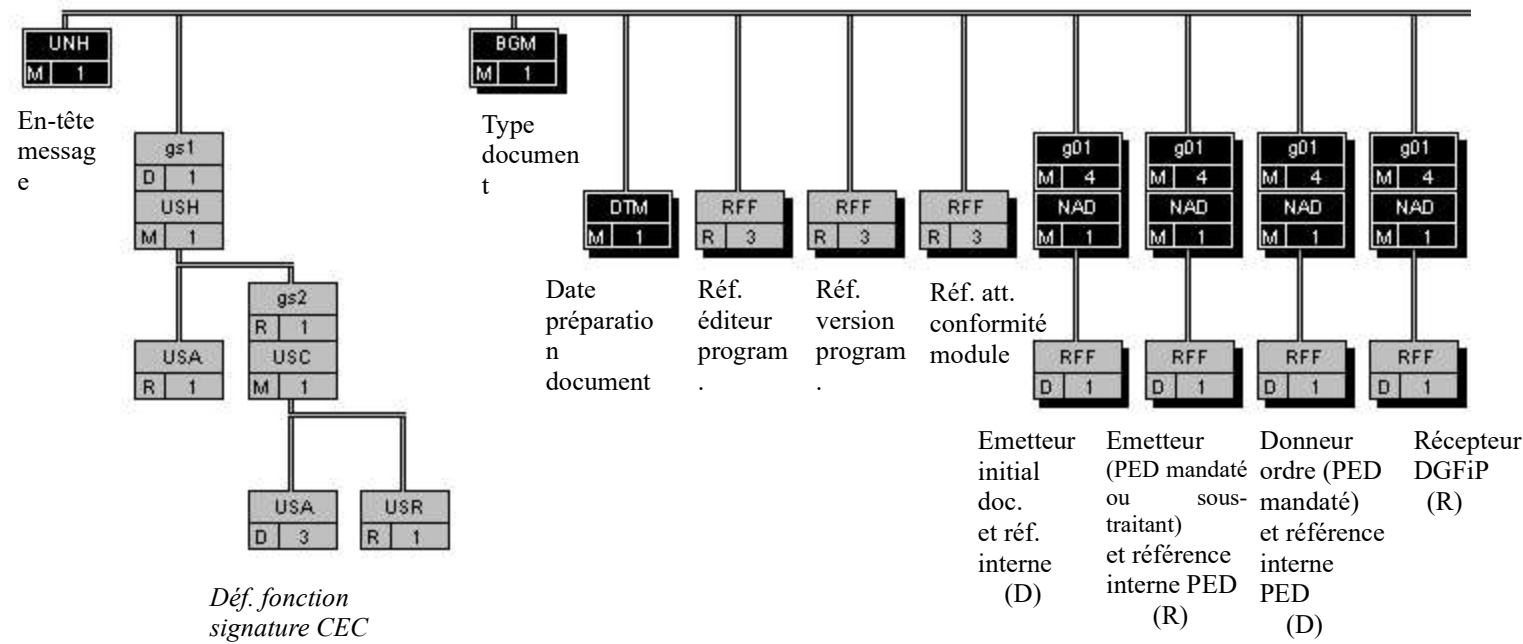 UNH
M 1
BGM
M 1
En-tête
messag
e
Type
documen
t
gs1
D 1
USH
M 1
g01
M 4
NAD
M 1
g01
M 4
NAD
M 1
g01
M 4
NAD
M 1
g01
M 4
NAD
M 1
DTM
M 1
RFF
R 3
RFF
R 3
RFF
R 3
Date
préparatio
n
document
Réf.
éditeur
program
.
Réf.
version
program
.
Réf. att.
conformité
module
gs2
R 1
USC
M 1
USA
R 1
RFF
D 1
RFF
D 1
RFF
D 1
RFF
D 1
USA
D 3
USR
R 1
Emetteur
initial
doc.
et réf.
interne
(D)
Emetteur
(PED mandaté
ou sous-
traitant)
et référence
interne PED
(R)
Donneur
ordre (PED
mandaté)
et référence
interne
PED
(D)
Récepteur
DGFiP
(R)
Déf. fonction
signature CEC